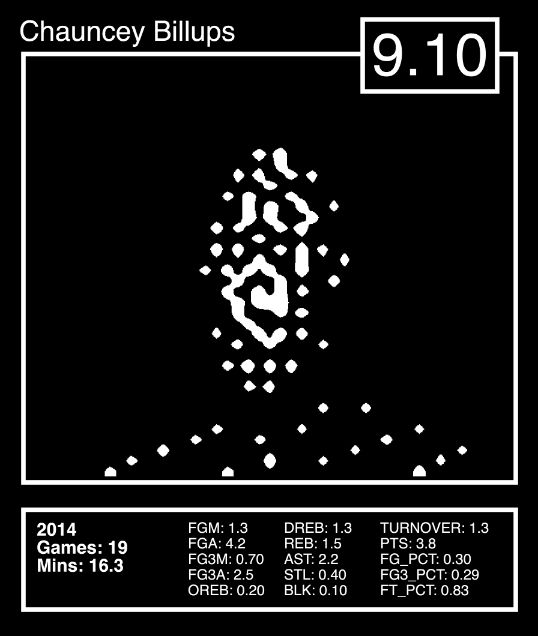 Chauncey Billups
9.10
2014
Games: 19
Mins: 16.3
FGM: 1.3
FGA: 4.2
FG3M: 0.70
FG3A: 2.5
OREB: 0.20
DREB: 1.3
REB: 1.5
AST: 2.2
STL: 0.40
BLK: 0.10
TURNOVER: 1.3
PTS: 3.8
FG_PCT: 0.30
FG3_PCT: 0.29
FT_PCT: 0.83